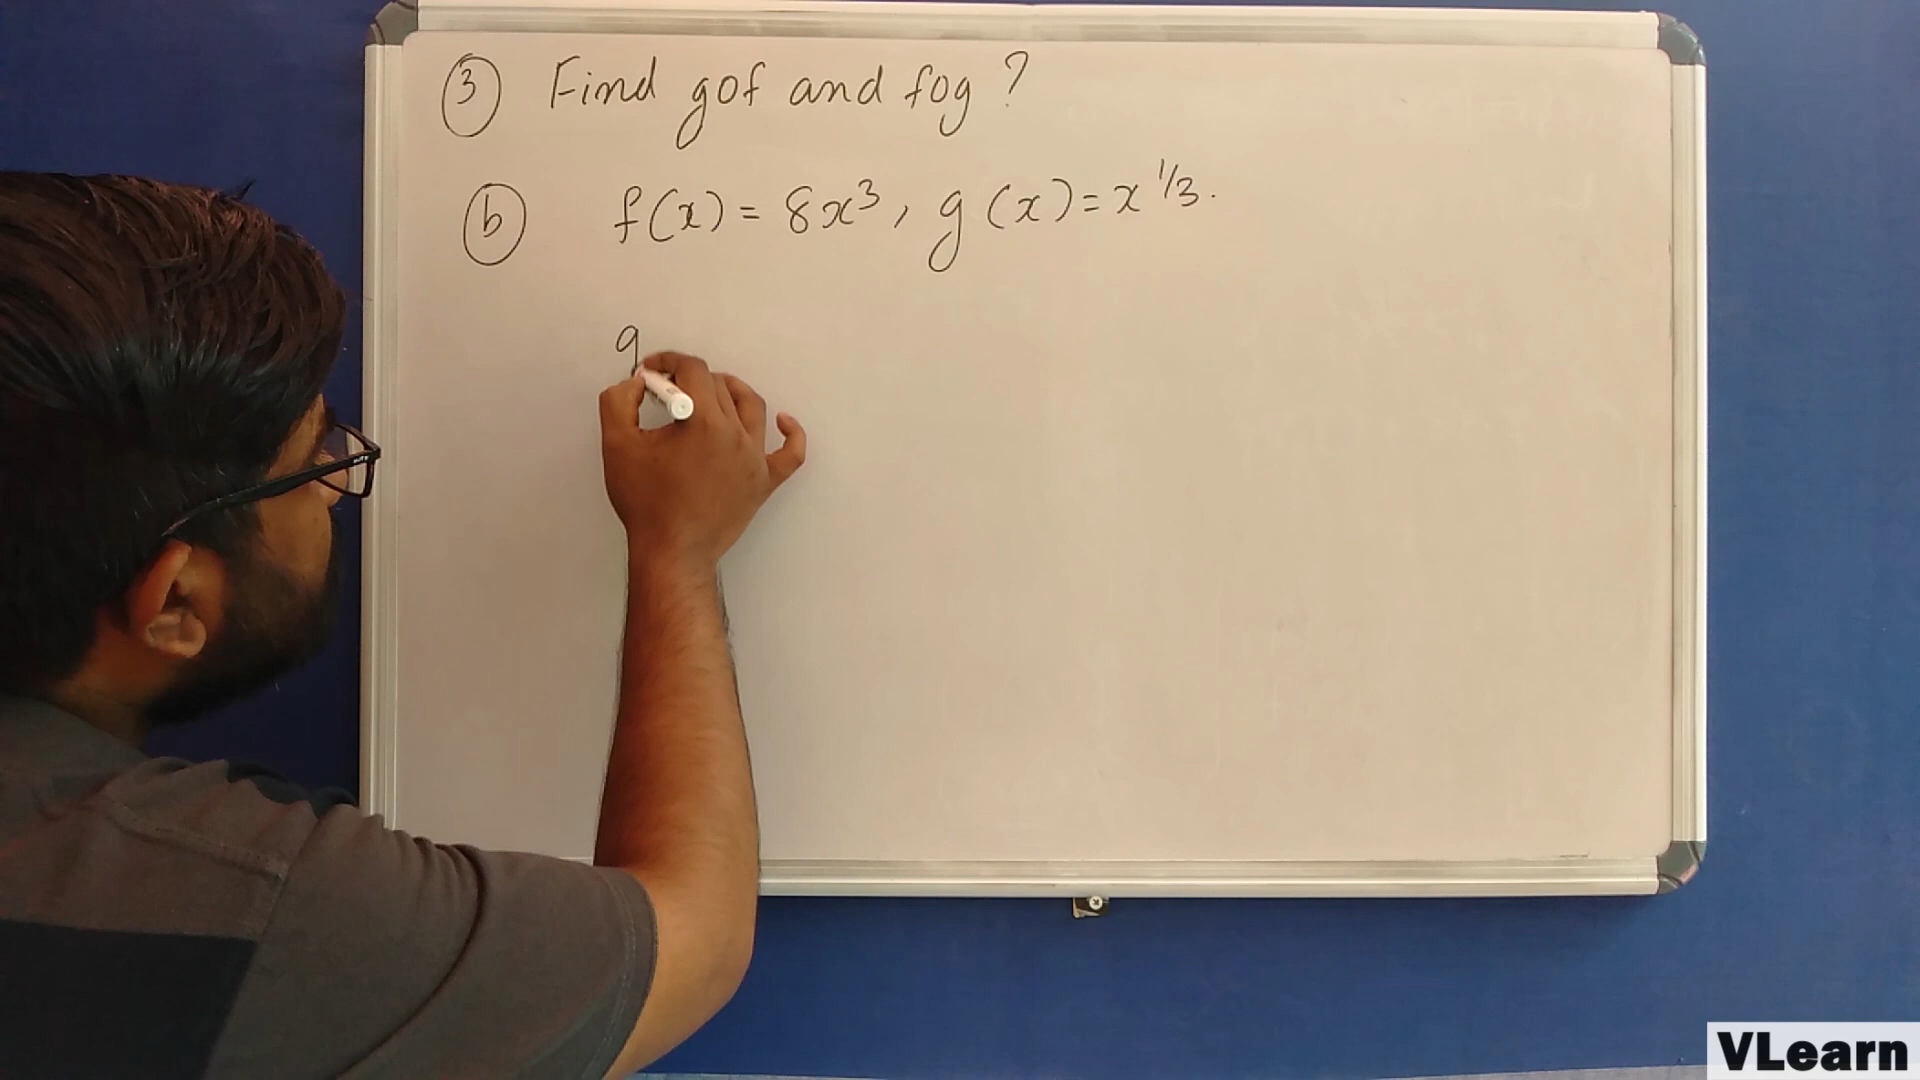 3 Find gof and fog ?
b f(x) = 8x³, g(x) = x^1/3.
g
VLearn